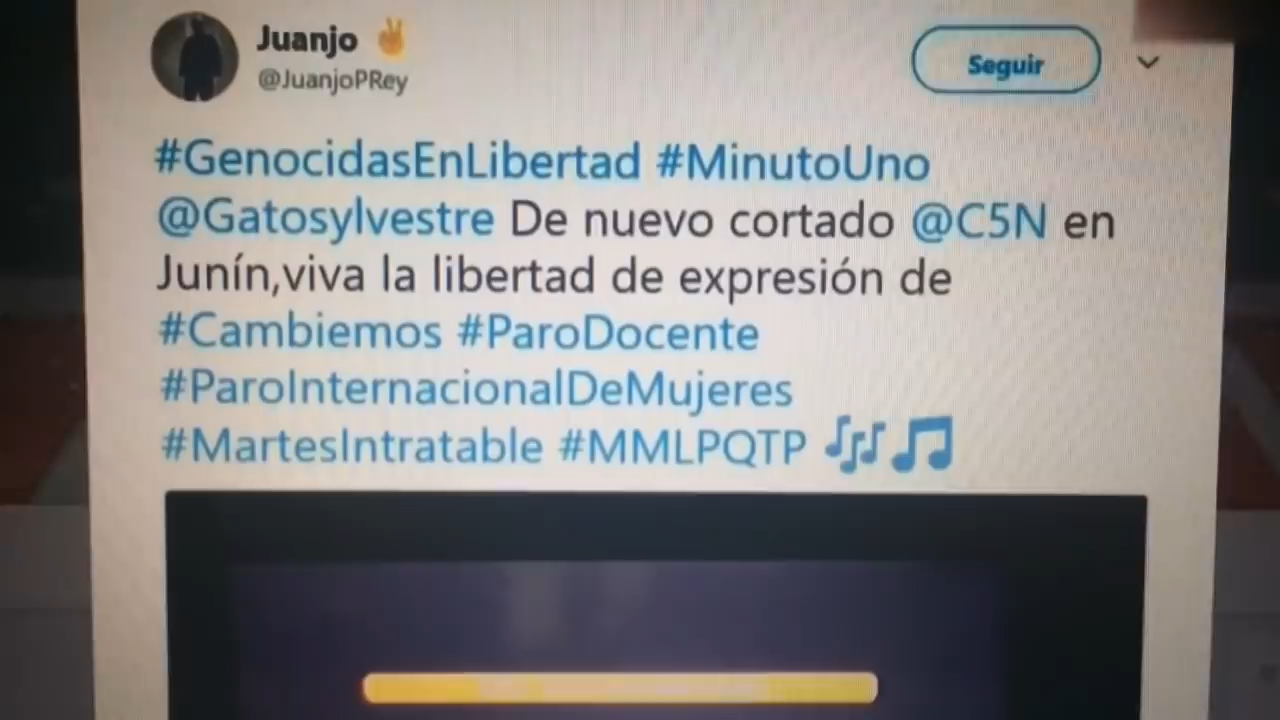 Juanjo ✌
@JuanjoPRey
Seguir
#GenocidasEnLibertad #MinutoUno
@Gatosylvestre De nuevo cortado @C5N en
Junín,viva la libertad de expresión de
#Cambiemos #ParoDocente
#ParoInternacionalDeMujeres
#MartesIntratable #MMLPQTP 🎶🎵